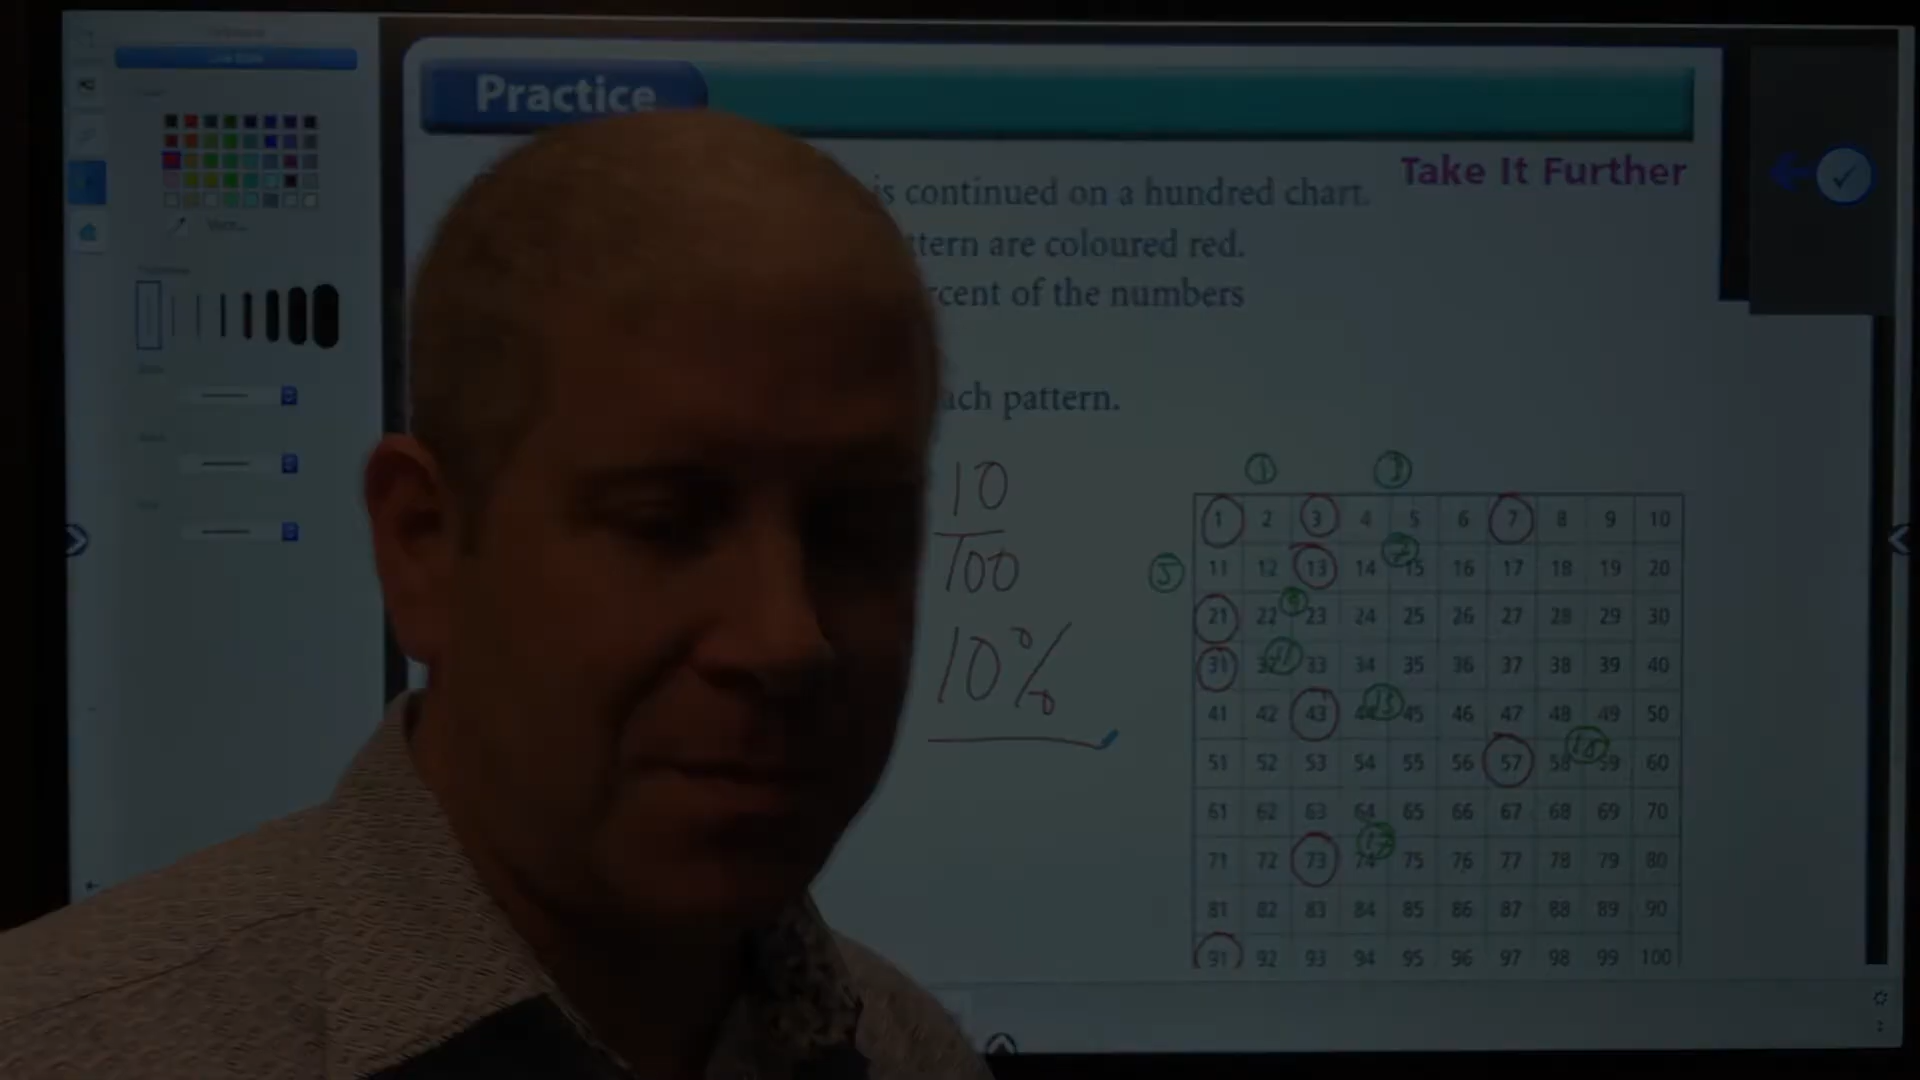 Practice
Take It Further
is continued on a hundred chart.
ttern are coloured red.
rcent of the numbers
ach pattern.
10
100
10%
① ③
1 2 3 4 5 6 7 8 9 10
⑤ 11 12 13 14 15 16 17 18 19 20
21 22 23 24 25 26 27 28 29 30
31 32 33 34 35 36 37 38 39 40
41 42 43 44 45 46 47 48 49 50
51 52 53 54 55 56 57 58 59 60
61 62 63 64 65 66 67 68 69 70
71 72 73 74 75 76 77 78 79 80
81 82 83 84 85 86 87 88 89 90
91 92 93 94 95 96 97 98 99 100